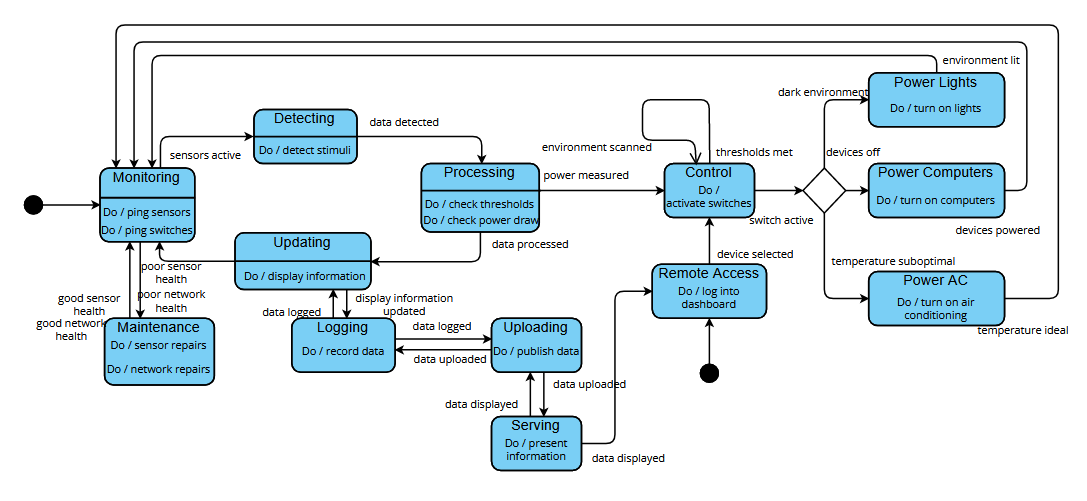 environment lit
Power Lights
dark environment
Do / turn on lights
Detecting
data detected
Do / detect stimuli
sensors active
environment scanned
thresholds met
devices off
Monitoring
Do / ping sensors
Do / ping switches
Processing
Do / check thresholds
Do / check power draw
power measured
Control
Do /
activate switches
switch active
Power Computers
Do / turn on computers
devices powered
data processed
Updating
Do / display information
poor sensor
health
poor network
health
good sensor
health
good network
health
device selected
temperature suboptimal
Remote Access
Do / log into
dashboard
Power AC
Do / turn on air
conditioning
temperature ideal
display information
updated
data logged
Maintenance
Do / sensor repairs
Do / network repairs
Logging
Do / record data
data logged
data uploaded
Uploading
Do / publish data
data uploaded
data displayed
Serving
Do / present
information
data displayed